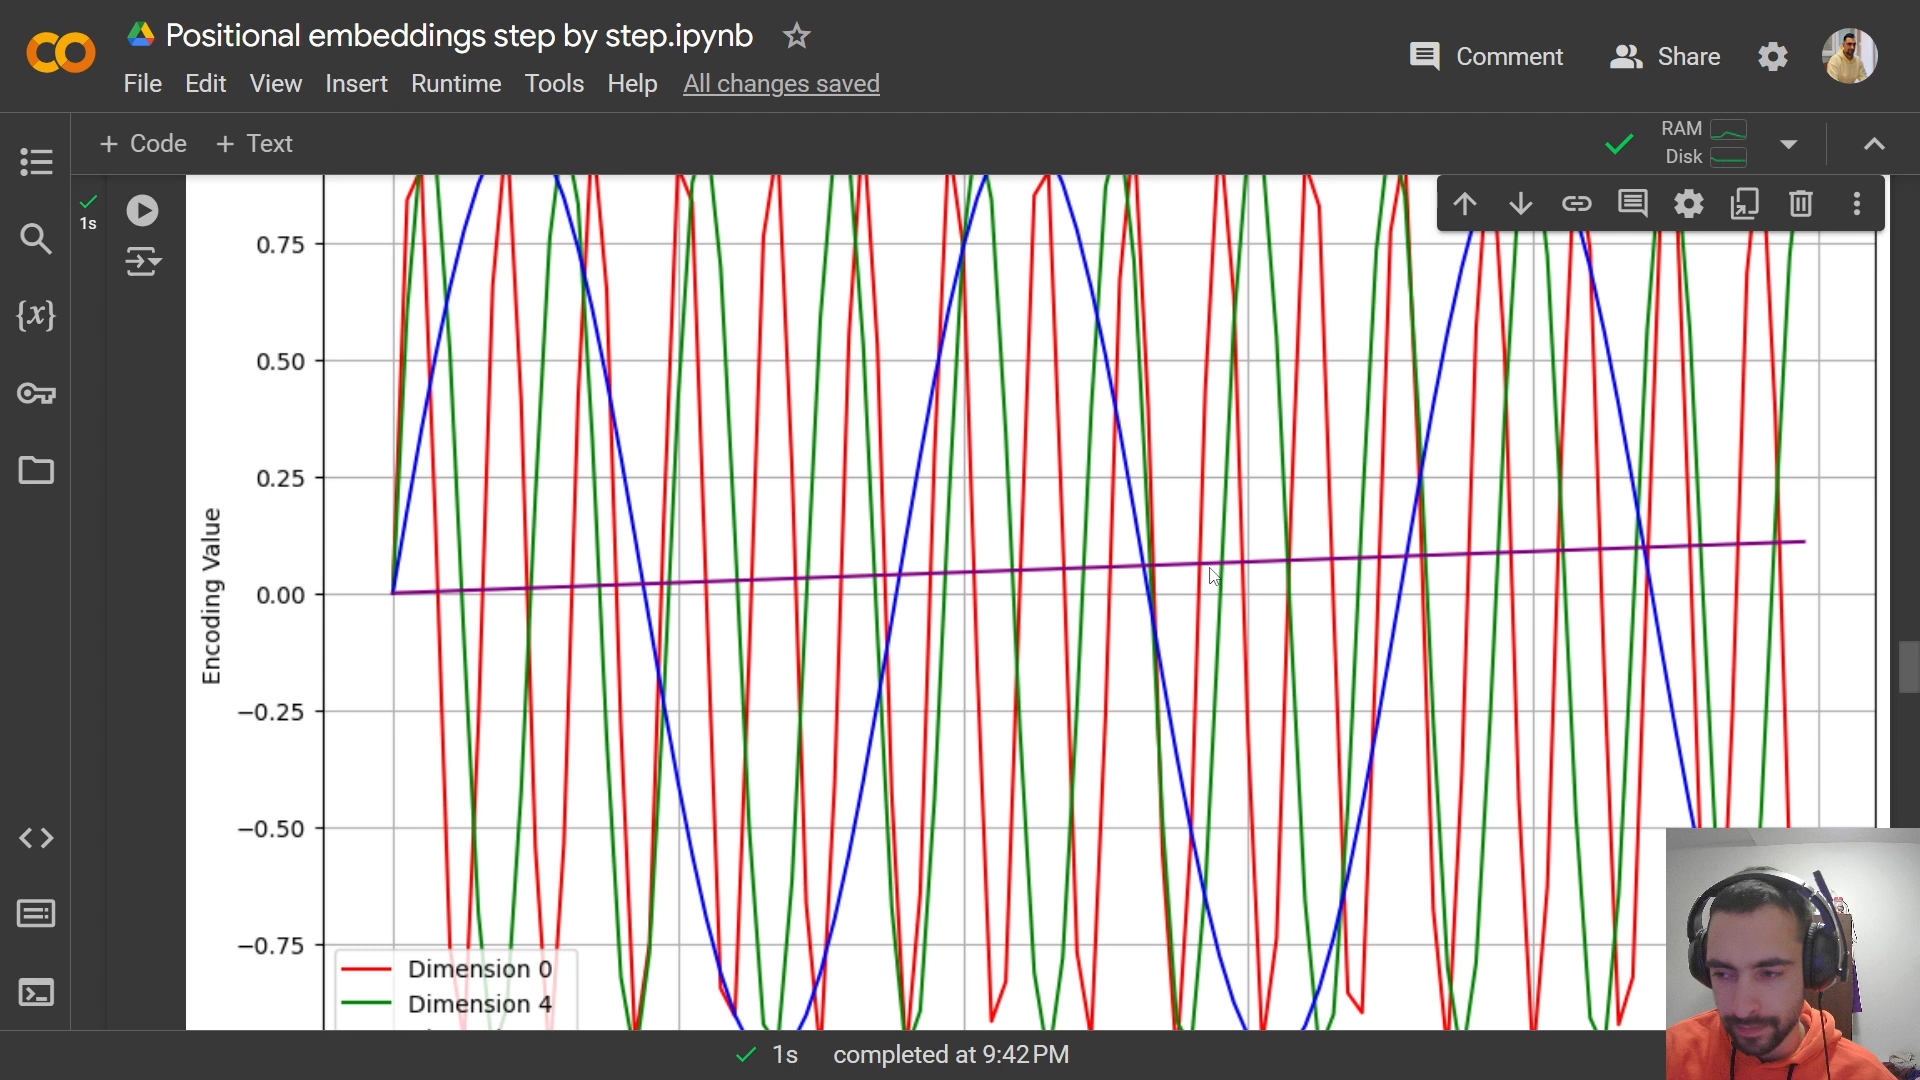 Positional embeddings step by step.ipynb
Comment
Share
File Edit View Insert Runtime Tools Help All changes saved
+ Code + Text
RAM
Disk
1s
{x}
0.75
0.50
0.25
0.00
−0.25
−0.50
−0.75
Encoding Value
Dimension 0
Dimension 4
1s completed at 9:42 PM